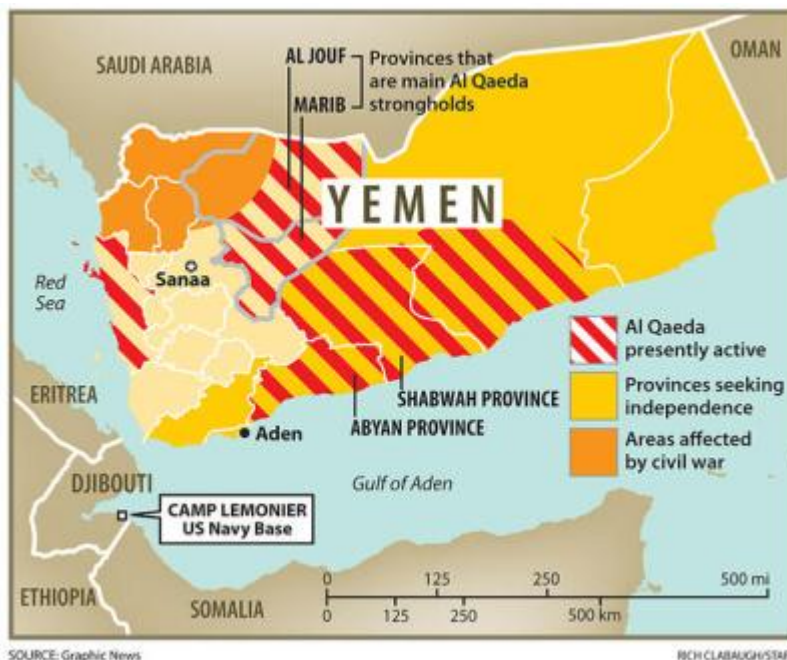 SAUDI ARABIA
AL JOUF
MARIB
Provinces that
are main Al Qaeda
strongholds
OMAN
YEMEN
Sanaa
Red
Sea
ERITREA
Aden
SHABWAH PROVINCE
ABYAN PROVINCE
Al Qaeda
presently active
Provinces seeking
independence
Areas affected
by civil war
Gulf of Aden
DJIBOUTI
CAMP LEMONIER
US Navy Base
ETHIOPIA
SOMALIA
0 125 250 500 mi
0 125 250 500 km
SOURCE: Graphic News
RICH CLABAUGH/STAF